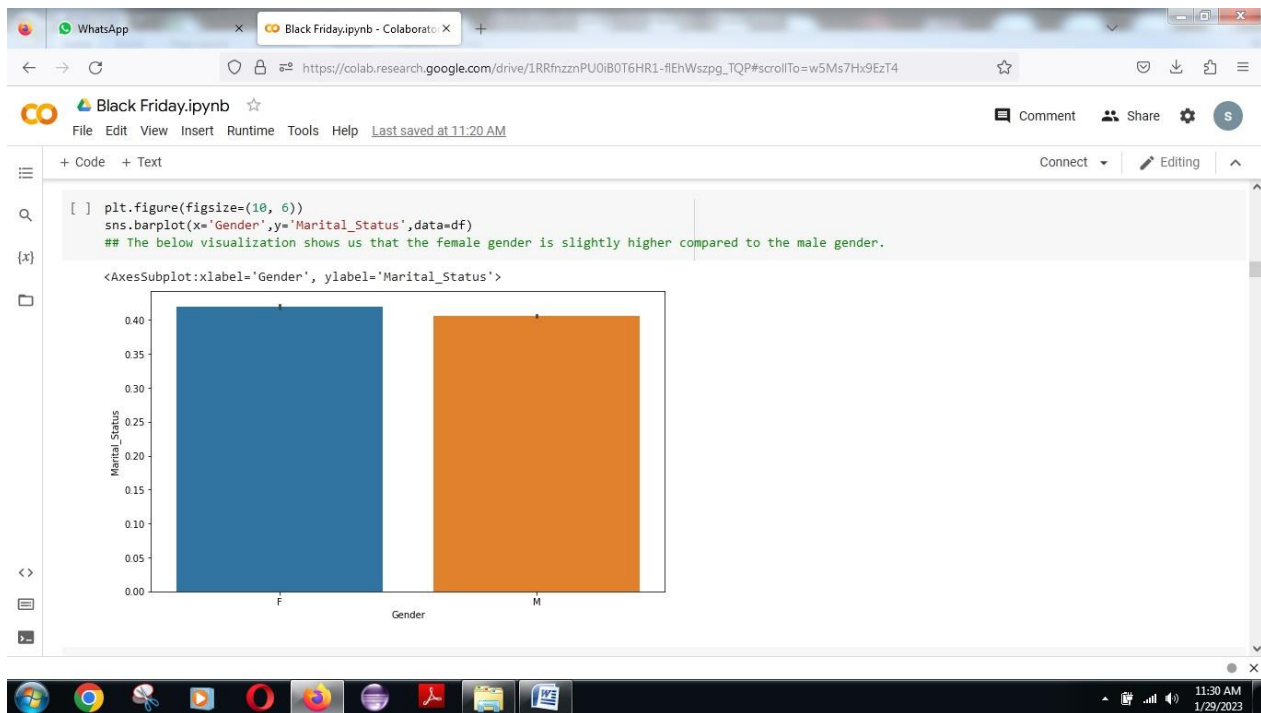 WhatsApp
Black Friday.ipynb - Colaborato
https://colab.research.google.com/drive/1RRfnzznPU0iB0T6HR1-flEhWszpg_TQP#scrollTo=w5Ms7Hx9EzT4
Black Friday.ipynb
Comment Share S
File Edit View Insert Runtime Tools Help Last saved at 11:20 AM
+ Code + Text Connect Editing
[ ] plt.figure(figsize=(10, 6))
sns.barplot(x='Gender',y='Marital_Status',data=df)
## The below visualization shows us that the female gender is slightly higher compared to the male gender.
{x}
<AxesSubplot:xlabel='Gender', ylabel='Marital_Status'>
0.40
0.35
0.30
0.25
0.20
0.15
0.10
0.05
0.00
Marital_Status
F M
Gender
11:30 AM
1/29/2023